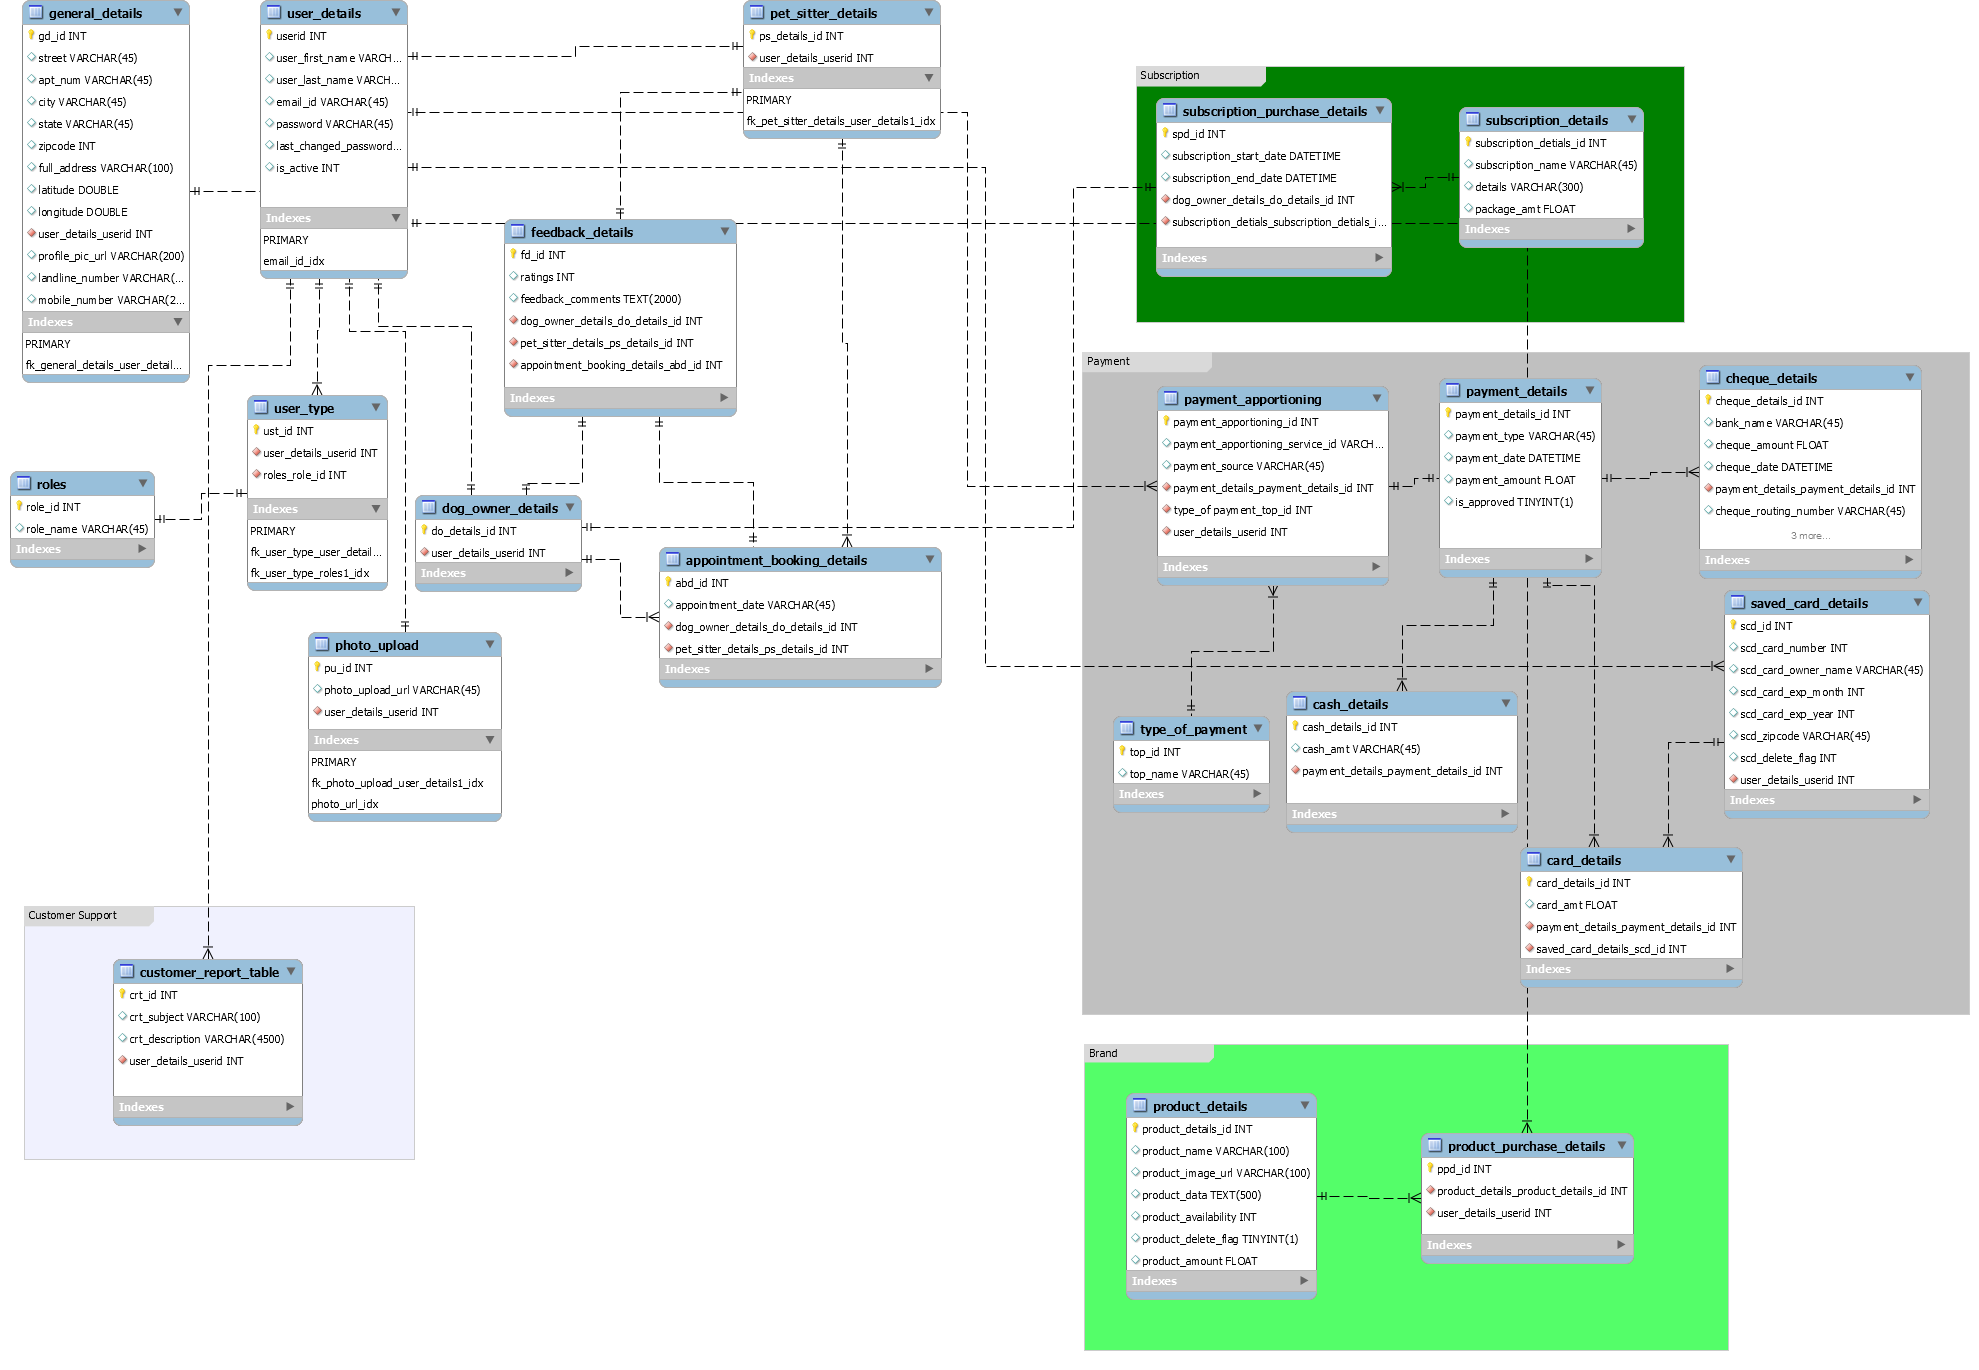 general_details
gd_id INT
street VARCHAR(45)
apt_num VARCHAR(45)
city VARCHAR(45)
state VARCHAR(45)
zipcode INT
full_address VARCHAR(100)
latitude DOUBLE
longitude DOUBLE
user_details_userid INT
profile_pic_url VARCHAR(200)
landline_number VARCHAR(...
mobile_number VARCHAR(2...
Indexes
PRIMARY
fk_general_details_user_detail...
user_details
userid INT
user_first_name VARCH...
user_last_name VARCH...
email_id VARCHAR(45)
password VARCHAR(45)
last_changed_password...
is_active INT
Indexes
PRIMARY
email_id_idx
pet_sitter_details
ps_details_id INT
user_details_userid INT
Indexes
PRIMARY
fk_pet_sitter_details_user_details1_idx
Subscription
subscription_purchase_details
spd_id INT
subscription_start_date DATETIME
subscription_end_date DATETIME
dog_owner_details_do_details_id INT
subscription_detials_subscription_detials_i...
Indexes
subscription_details
subscription_detials_id INT
subscription_name VARCHAR(45)
details VARCHAR(300)
package_amt FLOAT
Indexes
feedback_details
fd_id INT
ratings INT
feedback_comments TEXT(2000)
dog_owner_details_do_details_id INT
pet_sitter_details_ps_details_id INT
appointment_booking_details_abd_id INT
Indexes
user_type
ust_id INT
user_details_userid INT
roles_role_id INT
Indexes
PRIMARY
fk_user_type_user_detail...
fk_user_type_roles1_idx
roles
role_id INT
role_name VARCHAR(45)
Indexes
dog_owner_details
do_details_id INT
user_details_userid INT
Indexes
appointment_booking_details
abd_id INT
appointment_date VARCHAR(45)
dog_owner_details_do_details_id INT
pet_sitter_details_ps_details_id INT
Indexes
photo_upload
pu_id INT
photo_upload_url VARCHAR(45)
user_details_userid INT
Indexes
PRIMARY
fk_photo_upload_user_details1_idx
photo_url_idx
Payment
payment_apportioning
payment_apportioning_id INT
payment_apportioning_service_id VARCH...
payment_source VARCHAR(45)
payment_details_payment_details_id INT
type_of payment_top_id INT
user_details_userid INT
Indexes
payment_details
payment_details_id INT
payment_type VARCHAR(45)
payment_date DATETIME
payment_amount FLOAT
is_approved TINYINT(1)
Indexes
cheque_details
cheque_details_id INT
bank_name VARCHAR(45)
cheque_amount FLOAT
cheque_date DATETIME
payment_details_payment_details_id INT
cheque_routing_number VARCHAR(45)
3 more...
Indexes
saved_card_details
scd_id INT
scd_card_number INT
scd_card_owner_name VARCHAR(45)
scd_card_exp_month INT
scd_card_exp_year INT
scd_zipcode VARCHAR(45)
scd_delete_flag INT
user_details_userid INT
Indexes
type_of_payment
top_id INT
top_name VARCHAR(45)
Indexes
cash_details
cash_details_id INT
cash_amt VARCHAR(45)
payment_details_payment_details_id INT
Indexes
card_details
card_details_id INT
card_amt FLOAT
payment_details_payment_details_id INT
saved_card_details_scd_id INT
Indexes
Customer Support
customer_report_table
crt_id INT
crt_subject VARCHAR(100)
crt_description VARCHAR(4500)
user_details_userid INT
Indexes
Brand
product_details
product_details_id INT
product_name VARCHAR(100)
product_image_url VARCHAR(100)
product_data TEXT(500)
product_availability INT
product_delete_flag TINYINT(1)
product_amount FLOAT
Indexes
product_purchase_details
ppd_id INT
product_details_product_details_id INT
user_details_userid INT
Indexes